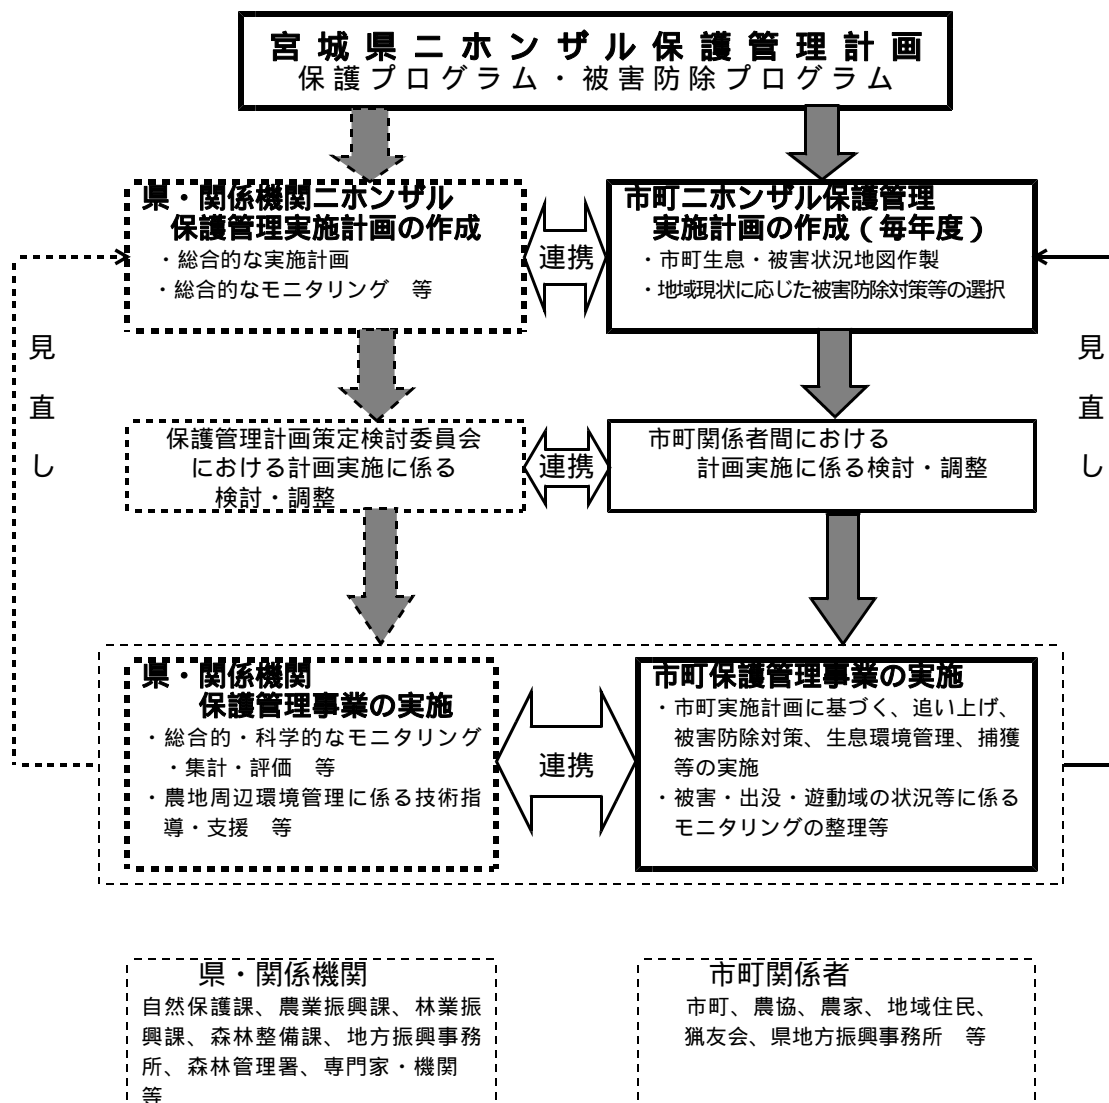 宮城県ニホンザル保護管理計画
保護プログラム・被害防除プログラム
県・関係機関ニホンザル
保護管理実施計画の作成
・総合的な実施計画
・総合的なモニタリング　等
連携
市町ニホンザル保護管理
実施計画の作成（毎年度）
・市町生息・被害状況地図作製
・地域現状に応じた被害防除対策等の選択
見
直
し
見
直
し
保護管理計画策定検討委員会
における計画実施に係る
検討・調整
連携
市町関係者間における
計画実施に係る検討・調整
県・関係機関
保護管理事業の実施
・総合的・科学的なモニタリング
・集計・評価　等
・農地周辺環境管理に係る技術指
導・支援　等
連携
市町保護管理事業の実施
・市町実施計画に基づく、追い上げ、
被害防除対策、生息環境管理、捕獲
等の実施
・被害・出没・遊動域の状況等に係る
モニタリングの整理等
県・関係機関
自然保護課、農業振興課、林業振
興課、森林整備課、地方振興事務
所、森林管理署、専門家・機関
等
市町関係者
市町、農協、農家、地域住民、
猟友会、県地方振興事務所　等